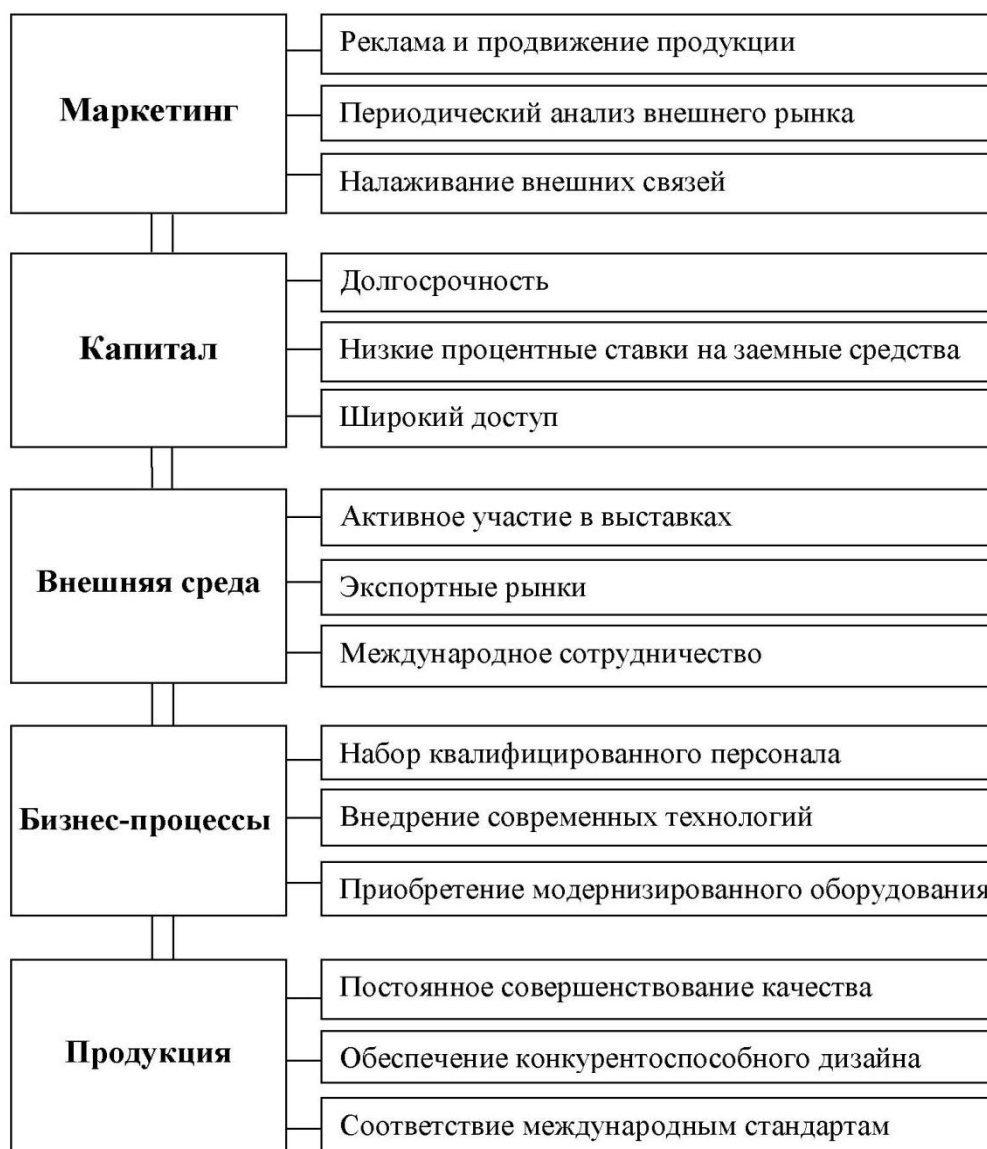 Маркетинг
Реклама и продвижение продукции
Периодический анализ внешнего рынка
Налаживание внешних связей
Капитал
Долгосрочность
Низкие процентные ставки на заемные средства
Широкий доступ
Внешняя среда
Активное участие в выставках
Экспортные рынки
Международное сотрудничество
Бизнес-процессы
Набор квалифицированного персонала
Внедрение современных технологий
Приобретение модернизированного оборудования
Продукция
Постоянное совершенствование качества
Обеспечение конкурентоспособного дизайна
Соответствие международным стандартам